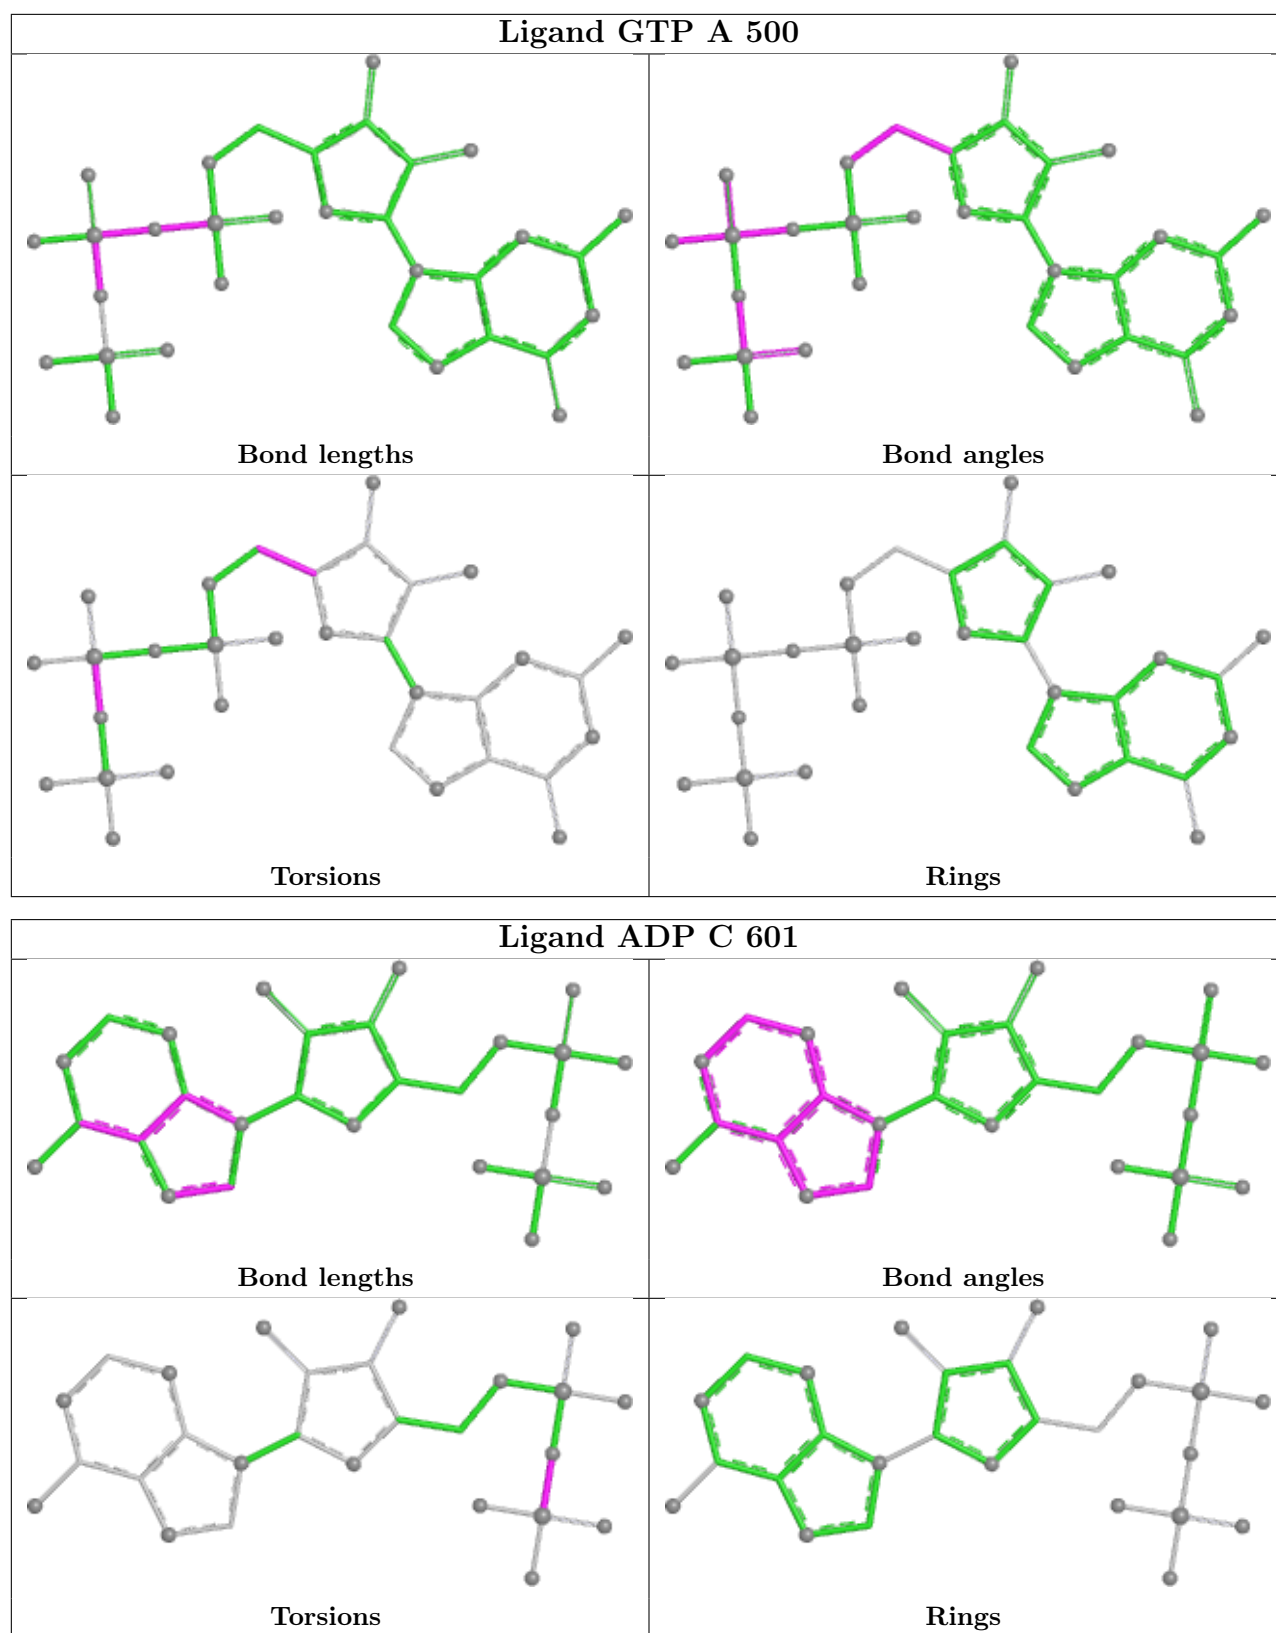 Ligand GTP A 500
Bond lengths
Bond angles
Torsions
Rings
Ligand ADP C 601
Bond lengths
Bond angles
Torsions
Rings